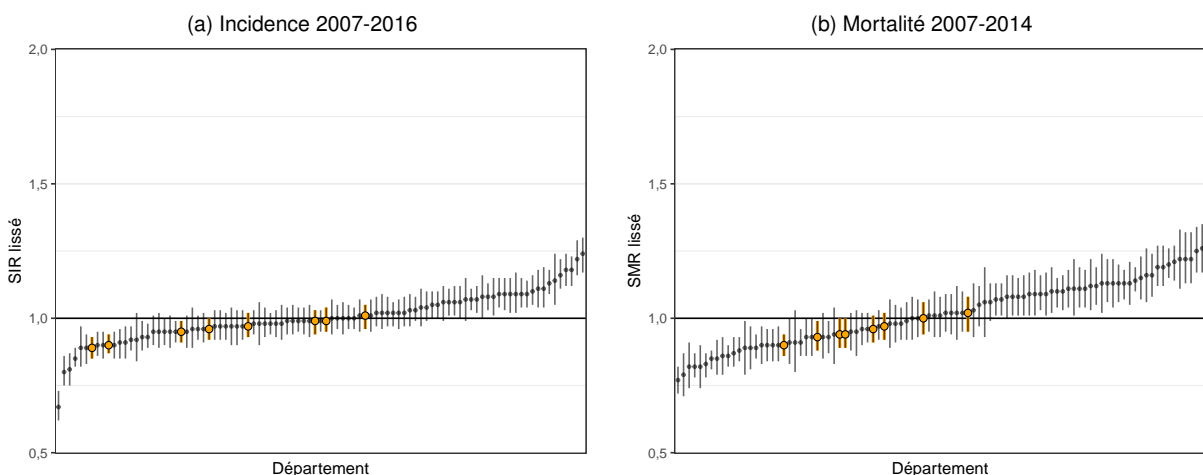 (a) Incidence 2007-2016
2,0
1,5
1,0
0,5
SIR lissé
Département
(b) Mortalité 2007-2014
2,0
1,5
1,0
0,5
SMR lissé
Département